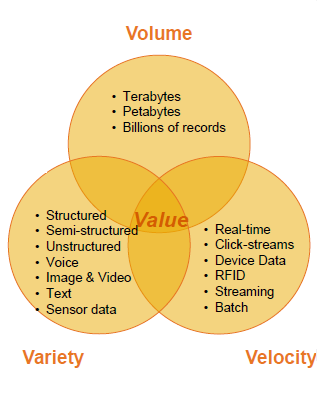 Volume
• Terabytes
• Petabytes
• Billions of records
Value
• Structured
• Semi-structured
• Unstructured
• Voice
• Image & Video
• Text
• Sensor data
• Real-time
• Click-streams
• Device Data
• RFID
• Streaming
• Batch
Variety
Velocity